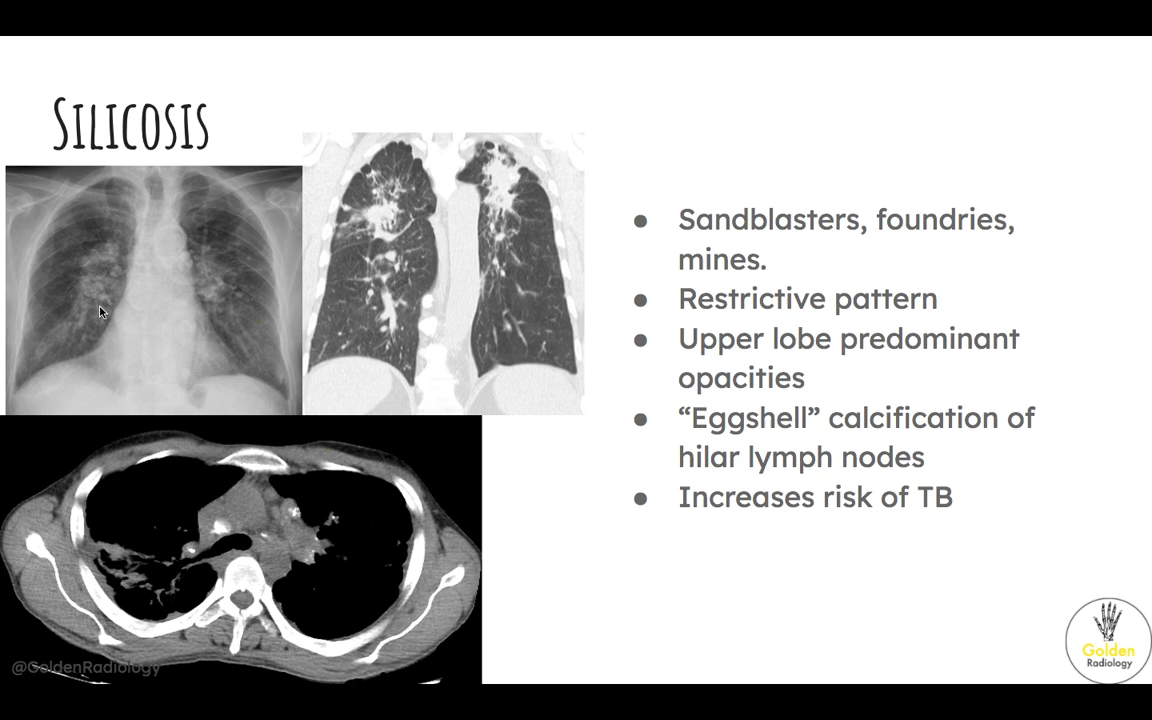 Silicosis
● Sandblasters, foundries,
mines.
● Restrictive pattern
● Upper lobe predominant
opacities
● “Eggshell” calcification of
hilar lymph nodes
● Increases risk of TB
@GoldenRadiology
Golden
Radiology